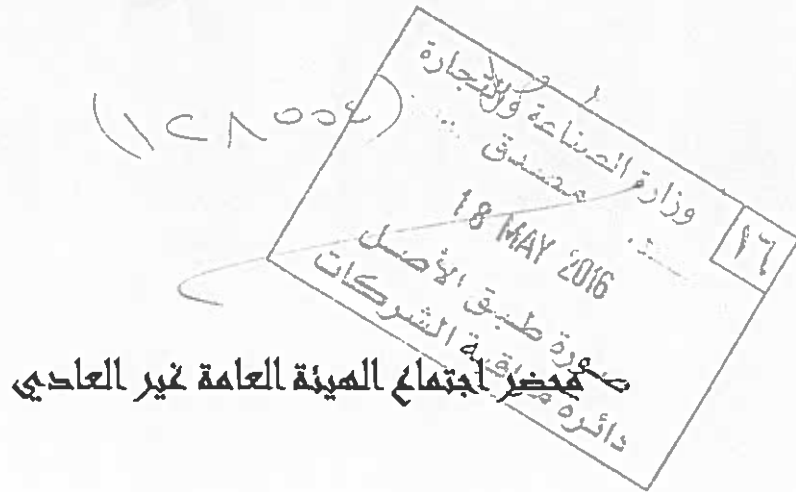 (١٢٨٥٥٤)
وزارة الصناعة والتجارة
مصدق
١٦
18 MAY 2016
صورة طبق الأصل
دائرة مراقبة الشركات
محضر اجتماع الهيئة العامة غير العادي